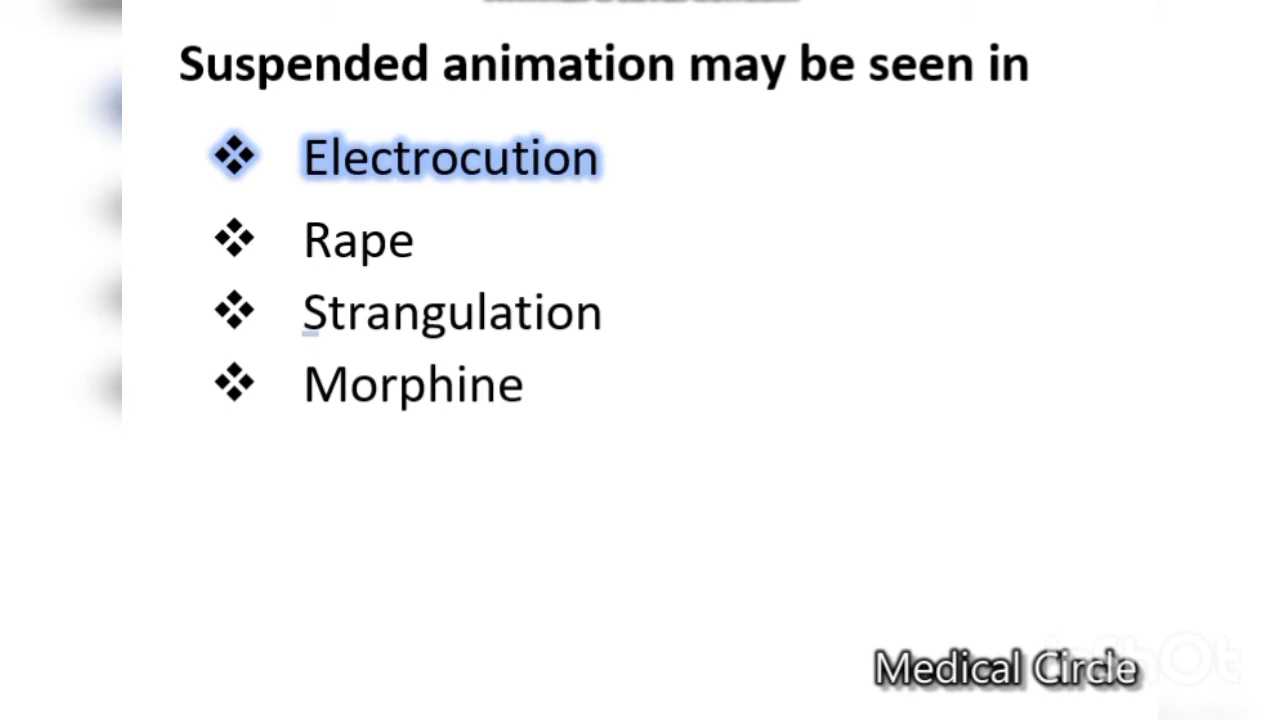 Suspended animation may be seen in
❖ Electrocution
❖ Rape
❖ Strangulation
❖ Morphine
Medical Circle